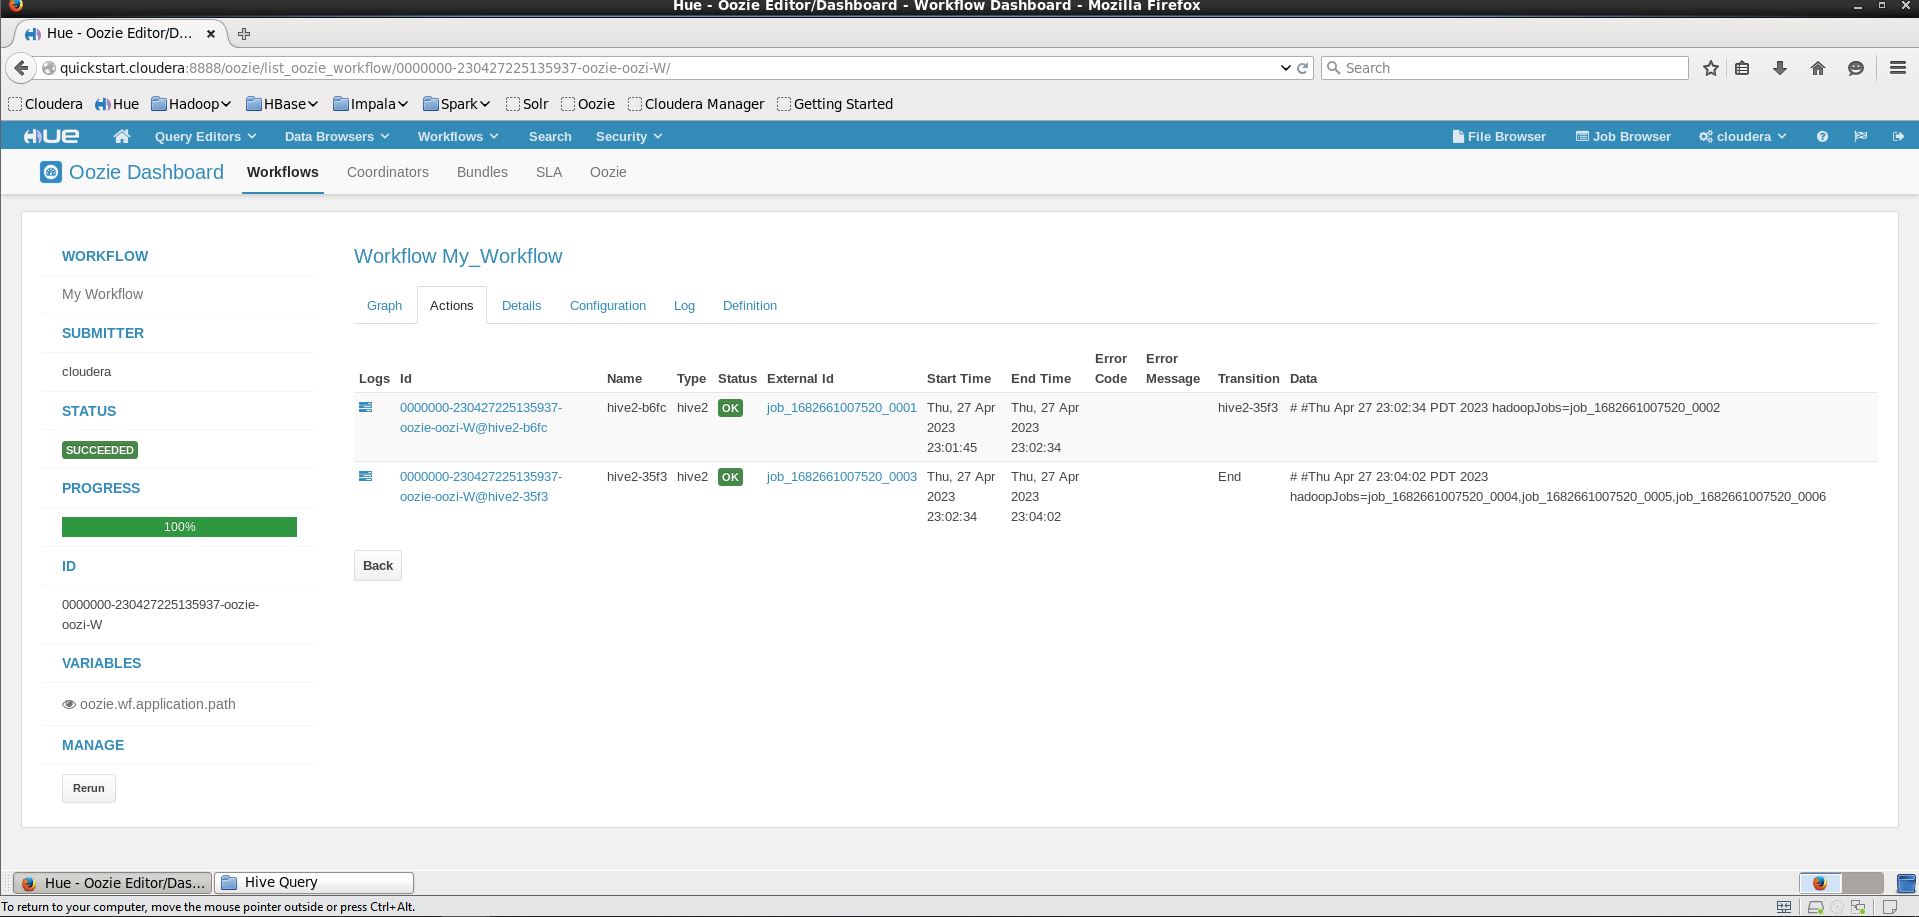 Hue - Oozie Editor/Dashboard - Workflow Dashboard - Mozilla Firefox
Hue - Oozie Editor/D...
quickstart.cloudera:8888/oozie/list_oozie_workflow/0000000-230427225135937-oozie-oozi-W/
Search
Cloudera Hue Hadoop HBase Impala Spark Solr Oozie Cloudera Manager Getting Started
HUE Query Editors Data Browsers Workflows Search Security File Browser Job Browser cloudera
Oozie Dashboard Workflows Coordinators Bundles SLA Oozie
WORKFLOW
My Workflow
SUBMITTER
cloudera
STATUS
SUCCEEDED
PROGRESS
100%
ID
0000000-230427225135937-oozie-
oozi-W
VARIABLES
oozie.wf.application.path
MANAGE
Rerun
Workflow My_Workflow
Graph Actions Details Configuration Log Definition
Error Error
Logs Id Name Type Status External Id Start Time End Time Code Message Transition Data
0000000-230427225135937- hive2-b6fc hive2 OK job_1682661007520_0001 Thu, 27 Apr Thu, 27 Apr hive2-35f3 # #Thu Apr 27 23:02:34 PDT 2023 hadoopJobs=job_1682661007520_0002
oozie-oozi-W@hive2-b6fc 2023 2023
23:01:45 23:02:34
0000000-230427225135937- hive2-35f3 hive2 OK job_1682661007520_0003 Thu, 27 Apr Thu, 27 Apr End # #Thu Apr 27 23:04:02 PDT 2023
oozie-oozi-W@hive2-35f3 2023 2023 hadoopJobs=job_1682661007520_0004,job_1682661007520_0005,job_1682661007520_0006
23:02:34 23:04:02
Back
Hue - Oozie Editor/Das... Hive Query
To return to your computer, move the mouse pointer outside or press Ctrl+Alt.